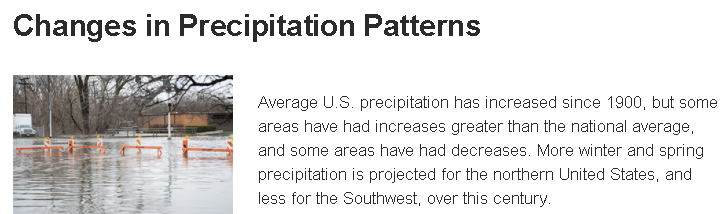 Changes in Precipitation Patterns
Average U.S. precipitation has increased since 1900, but some
areas have had increases greater than the national average,
and some areas have had decreases. More winter and spring
precipitation is projected for the northern United States, and
less for the Southwest, over this century.